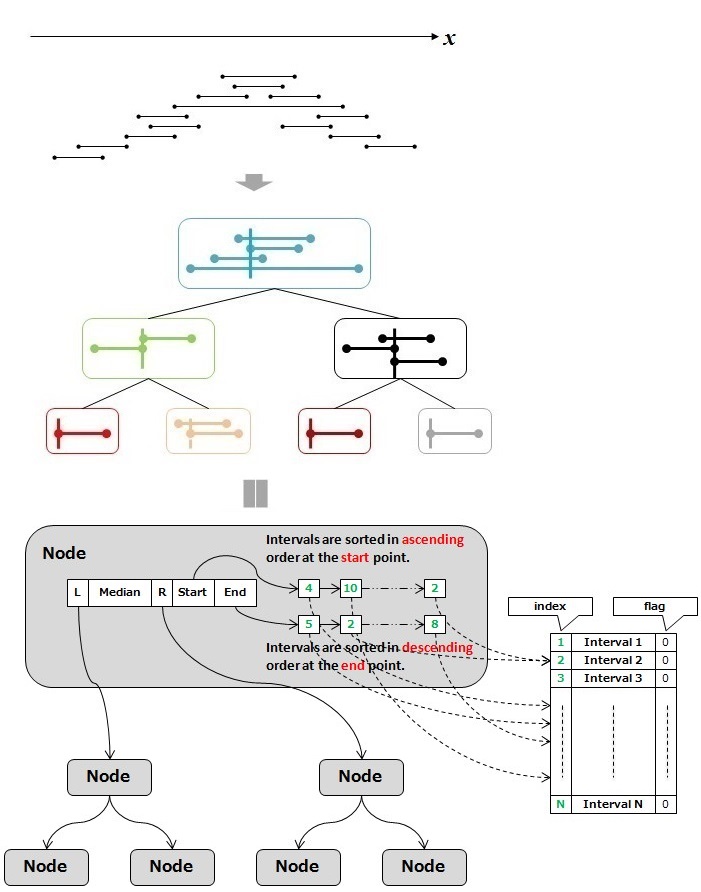 x
Intervals are sorted in ascending
order at the start point.
Node
L Median R Start End
4 10 2
5 2 8
Intervals are sorted in descending
order at the end point.
index flag
1 Interval 1 0
2 Interval 2 0
3 Interval 3 0
N Interval N 0
Node Node
Node Node Node Node